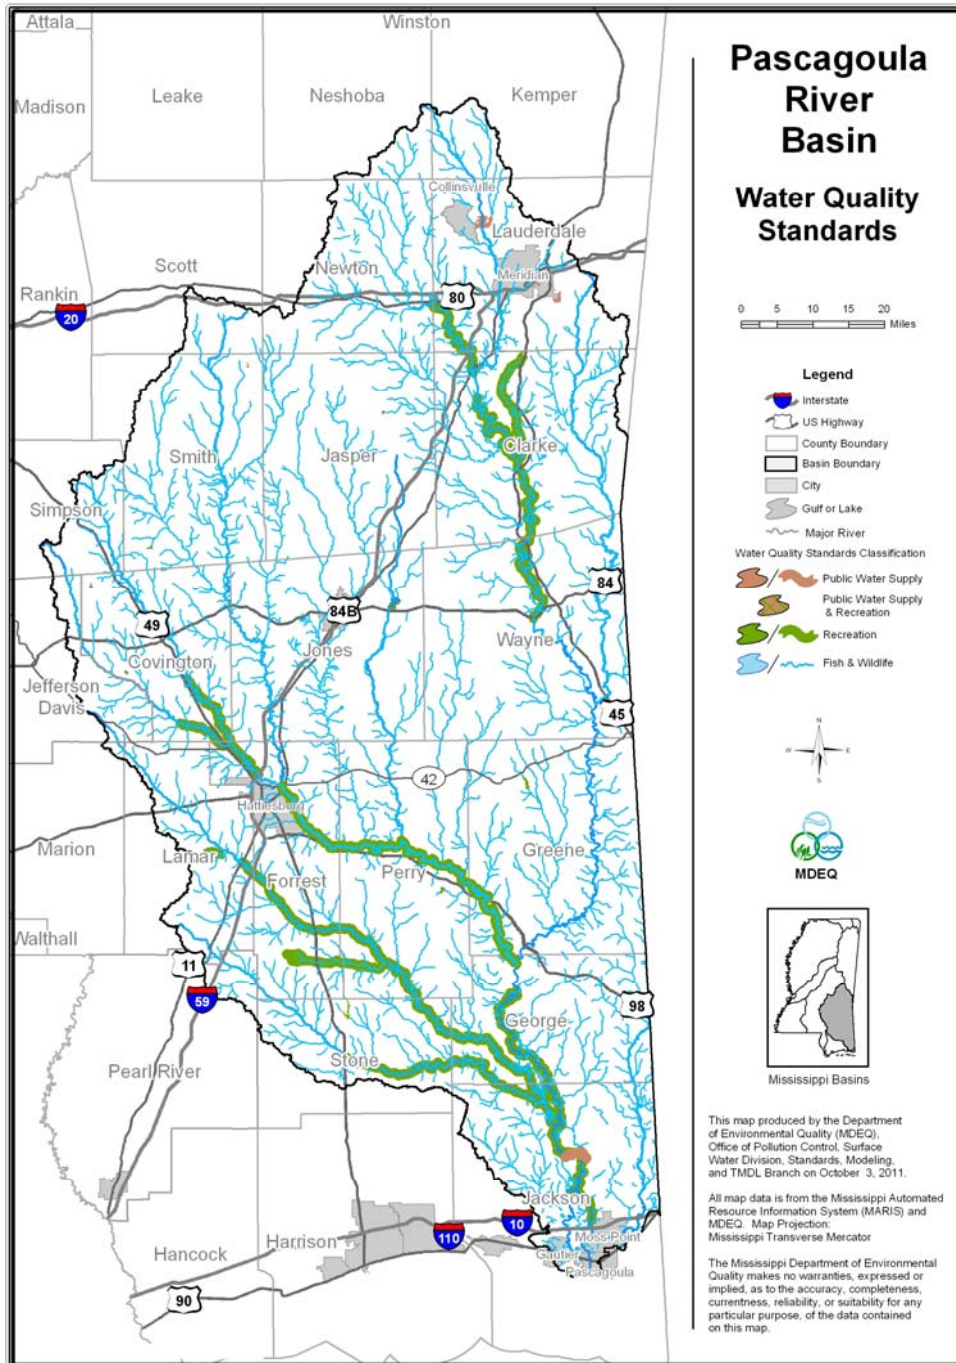 Attala
Winston
Madison
Leake
Neshoba
Kemper
Collinsville
Lauderdale
Scott
Newton
Meridian
Rankin
80
20
Clarke
Smith
Jasper
Simpson
84
49
84B
Wayne
Jones
Covington
Jefferson
Davis
45
42
Hattiesburg
Marion
Lamar
Greene
Perry
Forrest
Walthall
11
59
98
George
Stone
Pearl River
Jackson
10
110
Harrison
Moss Point
Hancock
Gautier
Pascagoula
90
Pascagoula
River
Basin
Water Quality
Standards
0 5 10 15 20
Miles
Legend
Interstate
US Highway
County Boundary
Basin Boundary
City
Gulf or Lake
Major River
Water Quality Standards Classification
Public Water Supply
Public Water Supply
& Recreation
Recreation
Fish & Wildlife
N
W E
S
MDEQ
Mississippi Basins
This map produced by the Department
of Environmental Quality (MDEQ),
Office of Pollution Control, Surface
Water Division, Standards, Modeling,
and TMDL Branch on October 3, 2011.
All map data is from the Mississippi Automated
Resource Information System (MARIS) and
MDEQ. Map Projection:
Mississippi Transverse Mercator
The Mississippi Department of Environmental
Quality makes no warranties, expressed or
implied, as to the accuracy, completeness,
currentness, reliability, or suitability for any
particular purpose, of the data contained
on this map.